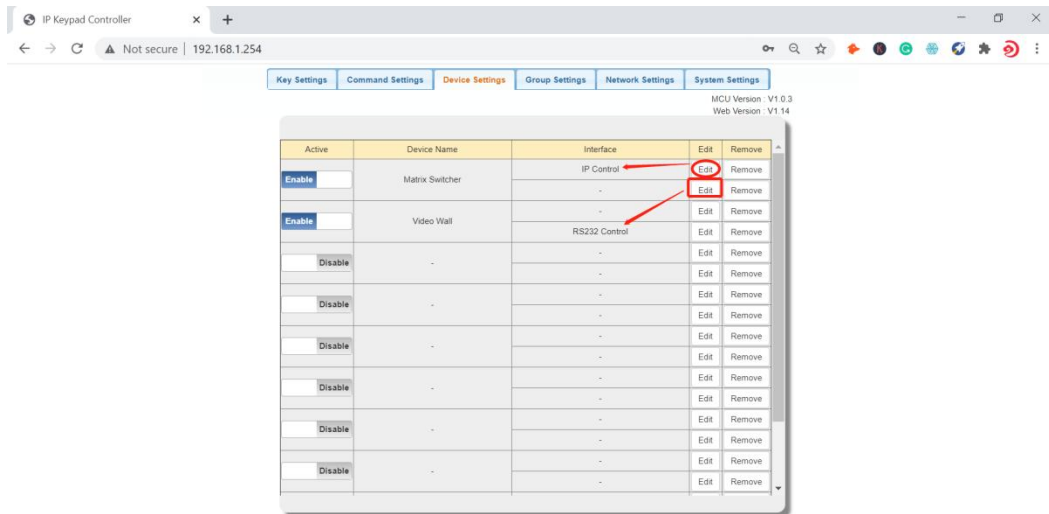 IP Keypad Controller
Not secure | 192.168.1.254
Key Settings Command Settings Device Settings Group Settings Network Settings System Settings
MCU Version : V1.0.3
Web Version : V1.14
Active Device Name Interface Edit Remove
Enable Matrix Switcher IP Control Edit Remove
- Edit Remove
Enable Video Wall - Edit Remove
RS232 Control Edit Remove
Disable - - Edit Remove
- Edit Remove
Disable - - Edit Remove
- Edit Remove
Disable - - Edit Remove
- Edit Remove
Disable - - Edit Remove
- Edit Remove
Disable - - Edit Remove
- Edit Remove
Disable - - Edit Remove
- Edit Remove